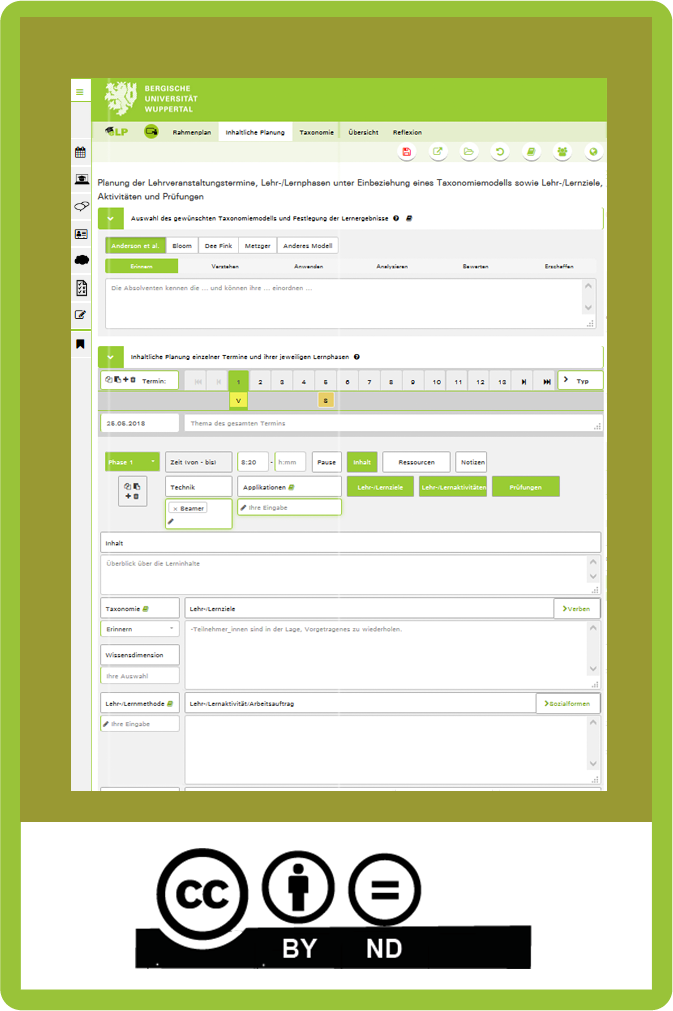 BERGISCHE
UNIVERSITÄT
WUPPERTAL
LP Rahmenplan Inhaltliche Planung Taxonomie Übersicht Reflexion
Planung der Lehrveranstaltungstermine, Lehr-/Lernphasen unter Einbeziehung eines Taxonomiemodells sowie Lehr-/Lernziele,
Aktivitäten und Prüfungen
Auswahl des gewünschten Taxonomiemodells und Festlegung der Lernergebnisse
Anderson et al. Bloom Dee Fink Metzger Anderes Modell
Erinnern Verstehen Anwenden Analysieren Bewerten Erschaffen
Die Absolventen kennen die ... und können ihre ... einordnen ...
Inhaltliche Planung einzelner Termine und ihrer jeweiligen Lernphasen
Termin: 1 2 3 4 5 6 7 8 9 10 11 12 13 Typ
V S
25.05.2018 Thema des gesamten Termins
Phase 1 Zeit (von - bis) 8:20 - h:mm Pause Inhalt Ressourcen Notizen
Technik Applikationen Lehr-/Lernziele Lehr-/Lernaktivitäten Prüfungen
× Beamer Ihre Eingabe
Inhalt
Überblick über die Lerninhalte
Taxonomie Lehr-/Lernziele Verben
Erinnern -Teilnehmer_innen sind in der Lage, Vorgetragenes zu wiederholen.
Wissensdimension
Ihre Auswahl
Lehr-/Lernmethode Lehr-/Lernaktivität/Arbeitsauftrag Sozialformen
Ihre Eingabe
CC
BY ND